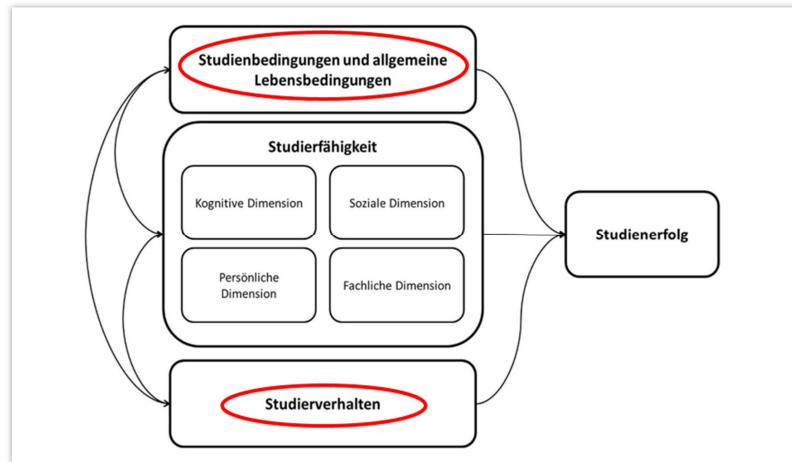 Studienbedingungen und allgemeine
Lebensbedingungen
Studierfähigkeit
Kognitive Dimension
Soziale Dimension
Persönliche
Dimension
Fachliche Dimension
Studierverhalten
Studienerfolg